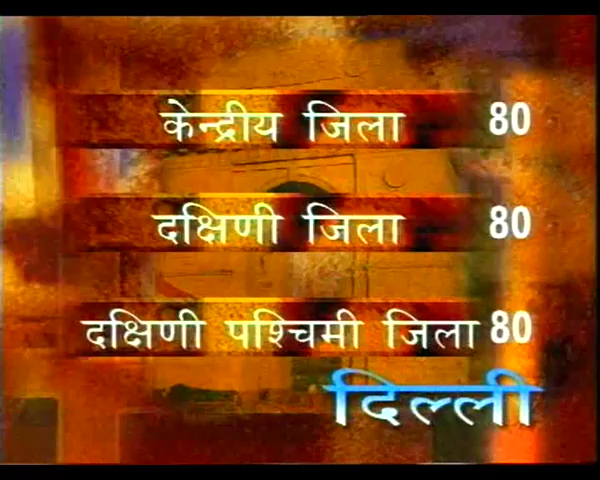 केन्द्रीय जिला 80
दक्षिणी जिला 80
दक्षिणी पश्चिमी जिला 80
दिल्ली